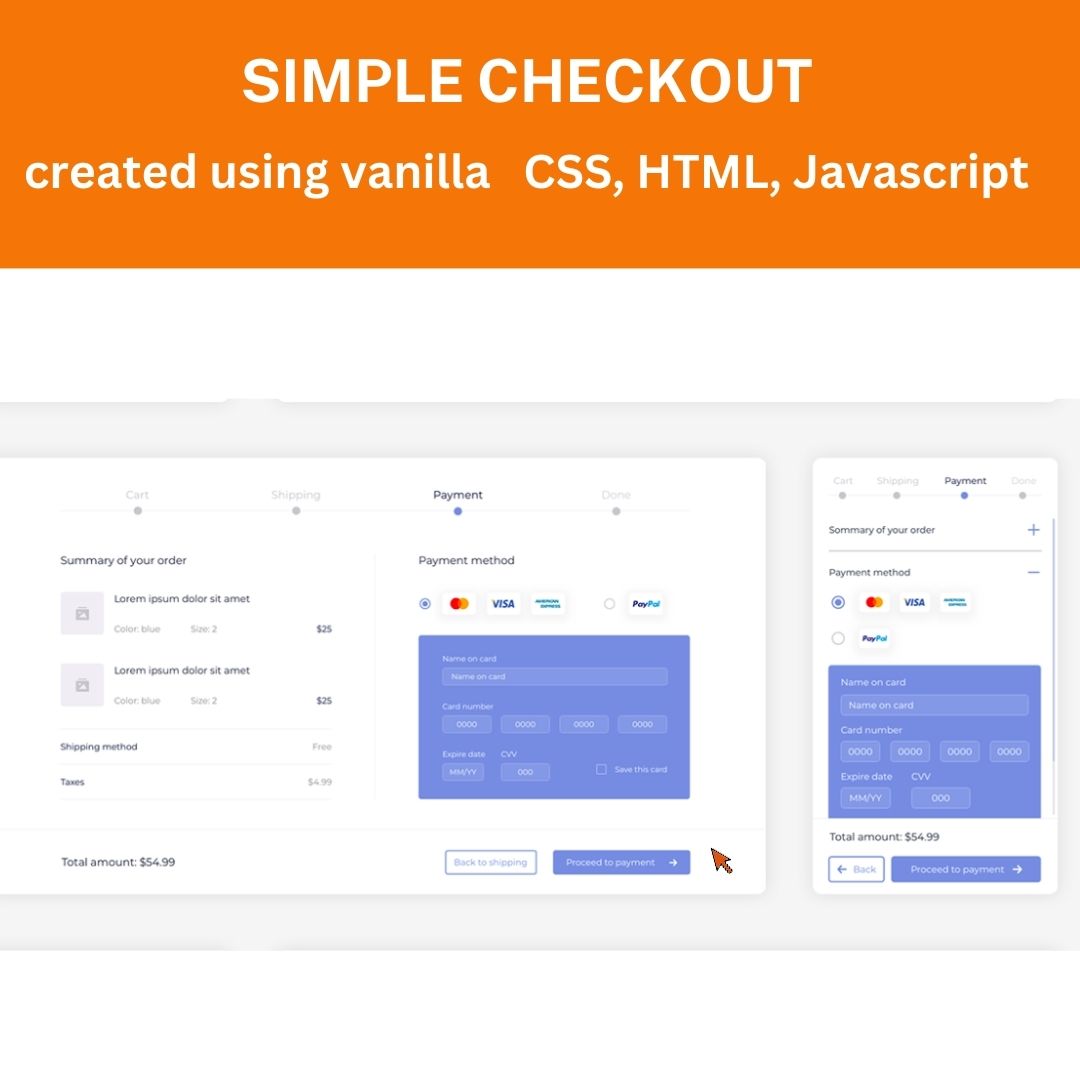 SIMPLE CHECKOUT
created using vanilla CSS, HTML, Javascript
Cart Shipping Payment Done
Summary of your order
Lorem ipsum dolor sit amet
Color: blue Size: 2 $25
Lorem ipsum dolor sit amet
Color: blue Size: 2 $25
Shipping method Free
Taxes $4.99
Payment method
VISA AMERICAN EXPRESS PayPal
Name on card
Name on card
Card number
0000 0000 0000 0000
Expire date CVV
MM/YY 000 Save this card
Total amount: $54.99 Back to shipping Proceed to payment
Cart Shipping Payment Done
Summary of your order
Payment method
VISA AMERICAN EXPRESS
PayPal
Name on card
Name on card
Card number
0000 0000 0000 0000
Expire date CVV
MM/YY 000
Total amount: $54.99
Back Proceed to payment